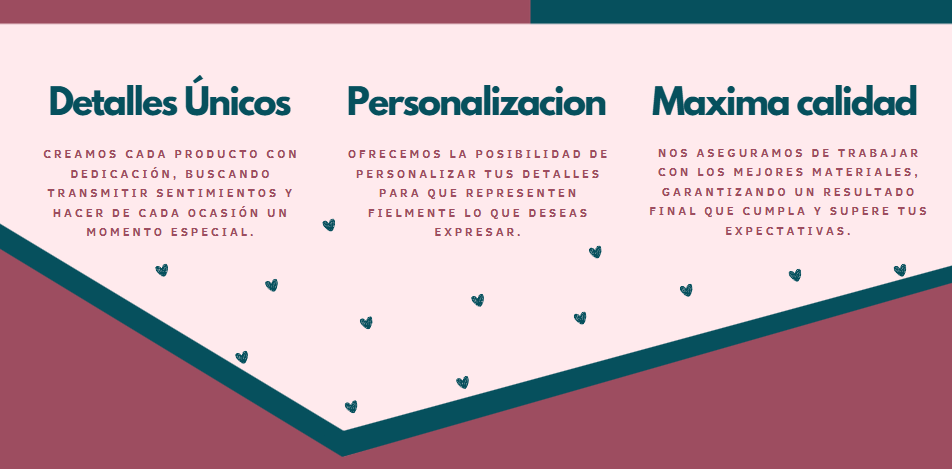 Detalles Únicos
CREAMOS CADA PRODUCTO CON
DEDICACIÓN, BUSCANDO
TRANSMITIR SENTIMIENTOS Y
HACER DE CADA OCASIÓN UN
MOMENTO ESPECIAL.
Personalizacion
OFRECEMOS LA POSIBILIDAD DE
PERSONALIZAR TUS DETALLES
PARA QUE REPRESENTEN
FIELMENTE LO QUE DESEAS
EXPRESAR.
Maxima calidad
NOS ASEGURAMOS DE TRABAJAR
CON LOS MEJORES MATERIALES,
GARANTIZANDO UN RESULTADO
FINAL QUE CUMPLA Y SUPERE TUS
EXPECTATIVAS.